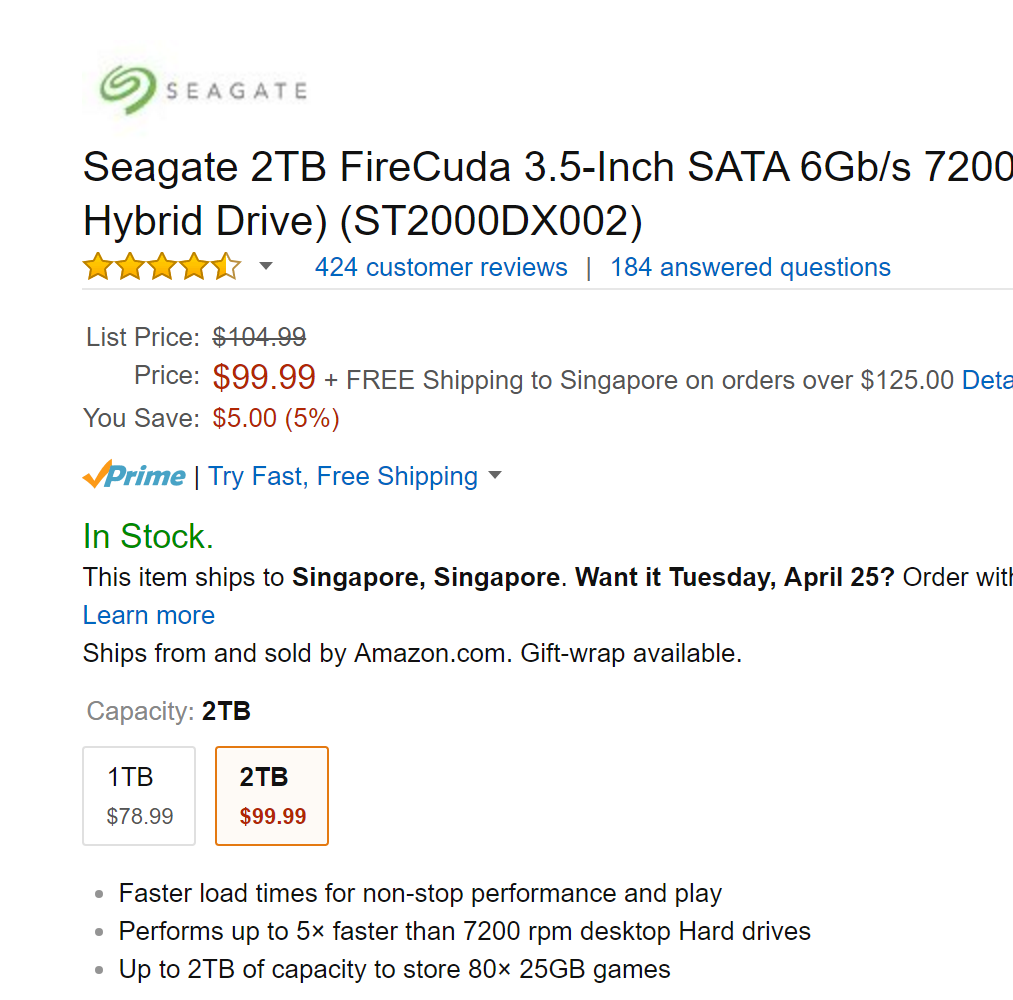 SEAGATE
Seagate 2TB FireCuda 3.5-Inch SATA 6Gb/s 7200
Hybrid Drive) (ST2000DX002)
424 customer reviews | 184 answered questions
List Price: $104.99
Price: $99.99 + FREE Shipping to Singapore on orders over $125.00
You Save: $5.00 (5%)
Prime | Try Fast, Free Shipping
In Stock.
This item ships to Singapore, Singapore. Want it Tuesday, April 25? Order
Learn more
Ships from and sold by Amazon.com. Gift-wrap available.
Capacity: 2TB
1TB 2TB
$78.99 $99.99
Faster load times for non-stop performance and play
Performs up to 5× faster than 7200 rpm desktop Hard drives
Up to 2TB of capacity to store 80× 25GB games